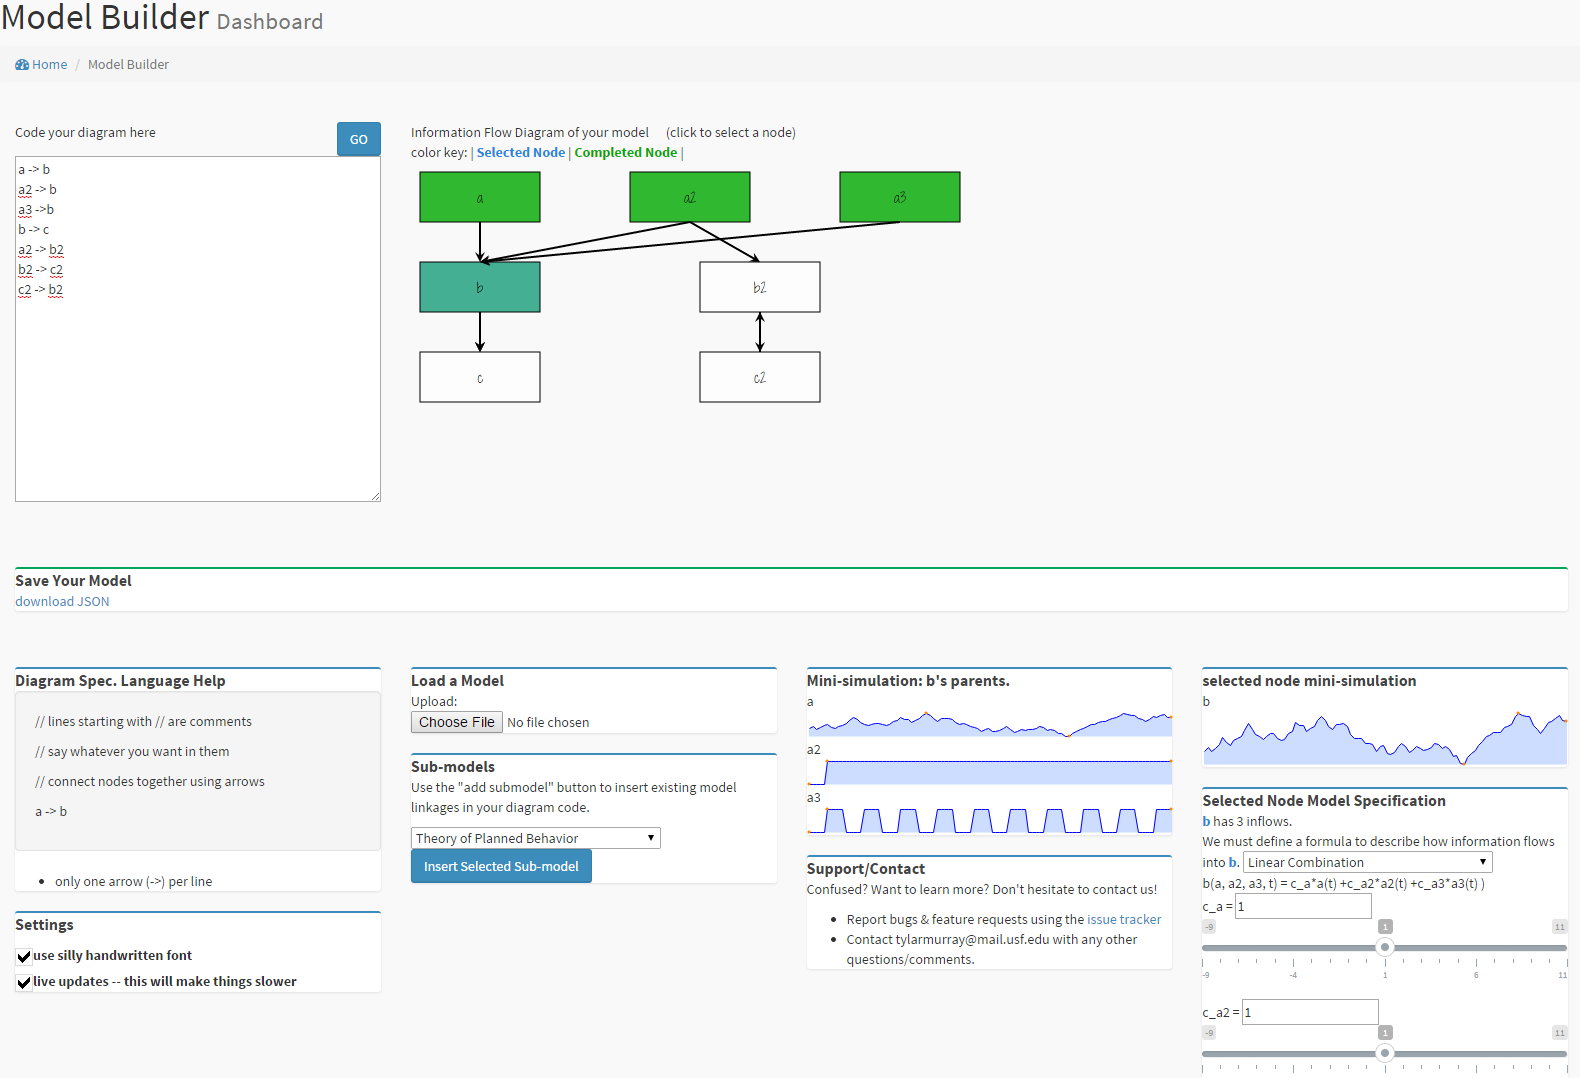 Model Builder Dashboard
Home / Model Builder
Code your diagram here
GO
a -> b
a2 -> b
a3 ->b
b -> c
a2 -> b2
b2 -> c2
c2 -> b2
Information Flow Diagram of your model (click to select a node)
color key: | Selected Node | Completed Node |
a
a2
a3
b
b2
c
c2
Save Your Model
download JSON
Diagram Spec. Language Help
// lines starting with // are comments
// say whatever you want in them
// connect nodes together using arrows
a -> b
• only one arrow (->) per line
Settings
use silly handwritten font
live updates -- this will make things slower
Load a Model
Upload:
Choose File No file chosen
Sub-models
Use the "add submodel" button to insert existing model
linkages in your diagram code.
Theory of Planned Behavior
Insert Selected Sub-model
Mini-simulation: b's parents.
a
a2
a3
Support/Contact
Confused? Want to learn more? Don't hesitate to contact us!
• Report bugs & feature requests using the issue tracker
• Contact tylarmurray@mail.usf.edu with any other
questions/comments.
selected node mini-simulation
b
Selected Node Model Specification
b has 3 inflows.
We must define a formula to describe how information flows
into b. Linear Combination
b(a, a2, a3, t) = c_a*a(t) +c_a2*a2(t) +c_a3*a3(t) )
c_a = 1
-9 1 11
-9 -4 1 6 11
c_a2 = 1
-9 1 11